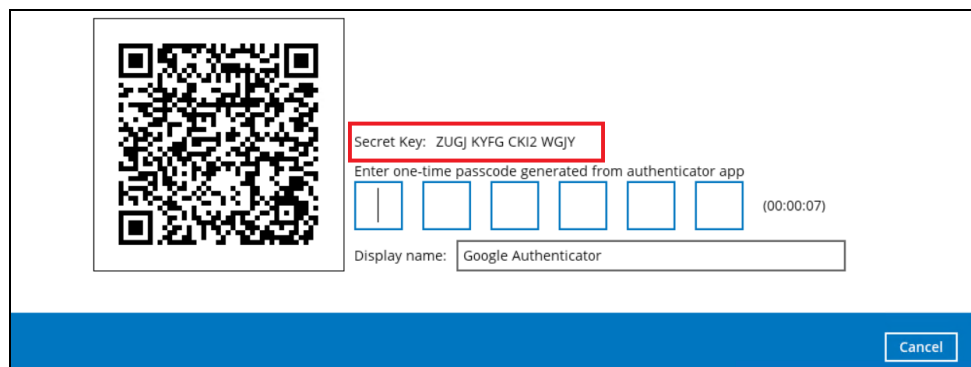 Secret Key: ZUGJ KYFG CKI2 WGJY
Enter one-time passcode generated from authenticator app
(00:00:07)
Display name: Google Authenticator
Cancel